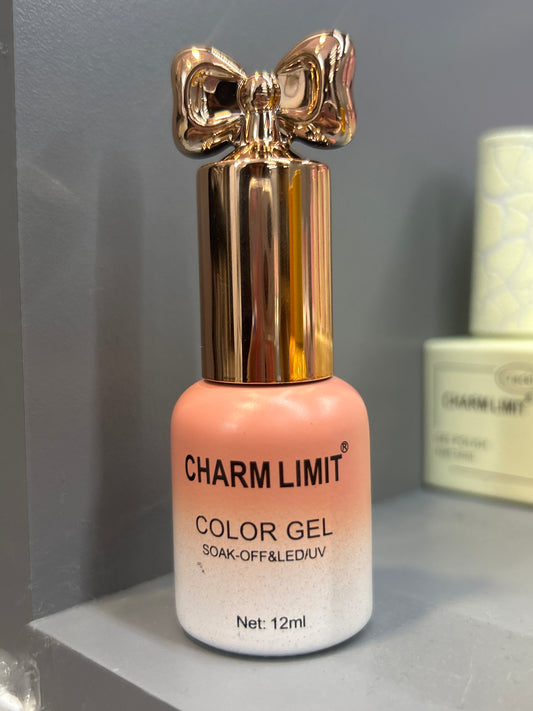 CHARM LIMIT®
COLOR GEL
SOAK-OFF&LED/UV
Net: 12ml
CHARM LIMIT